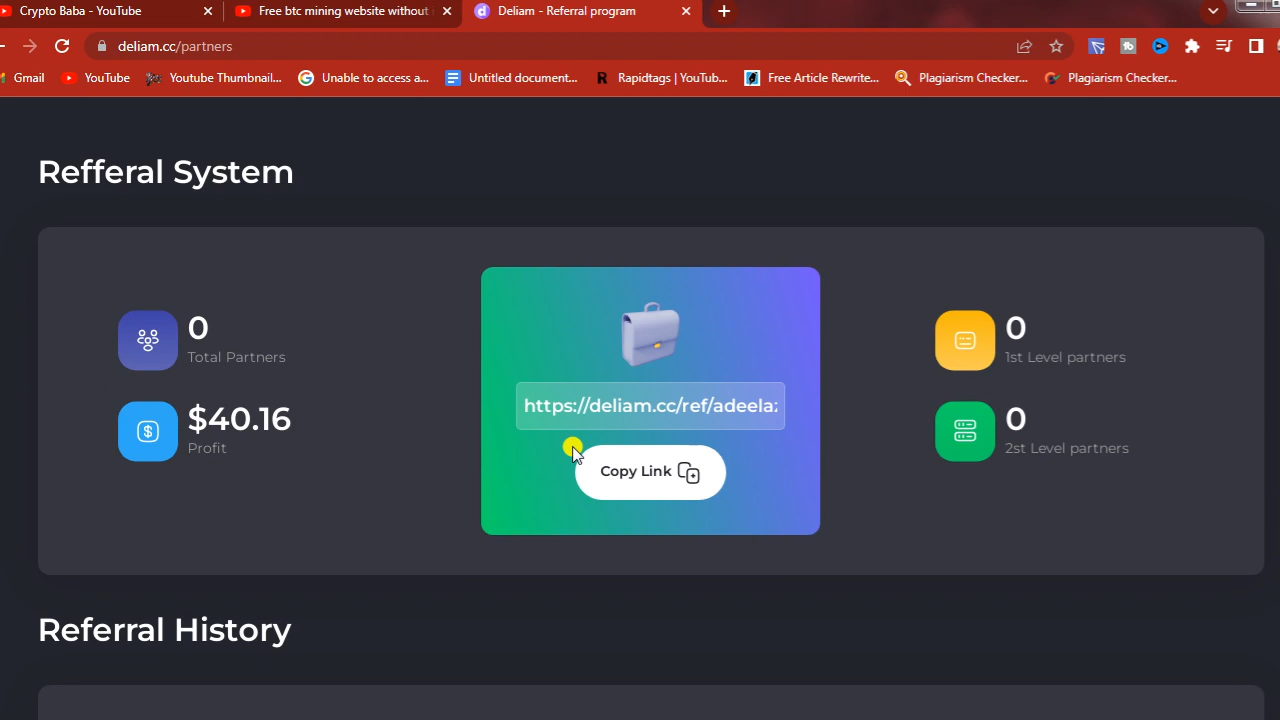 Crypto Baba - YouTube
Free btc mining website without
Deliam - Referral program
deliam.cc/partners
Gmail
YouTube
Youtube Thumbnail...
Unable to access a...
Untitled document...
Rapidtags | YouTub...
Free Article Rewrite...
Plagiarism Checker...
Plagiarism Checker...
Refferal System
0
Total Partners
$40.16
Profit
https://deliam.cc/ref/adeela
Copy Link
0
1st Level partners
0
2st Level partners
Referral History